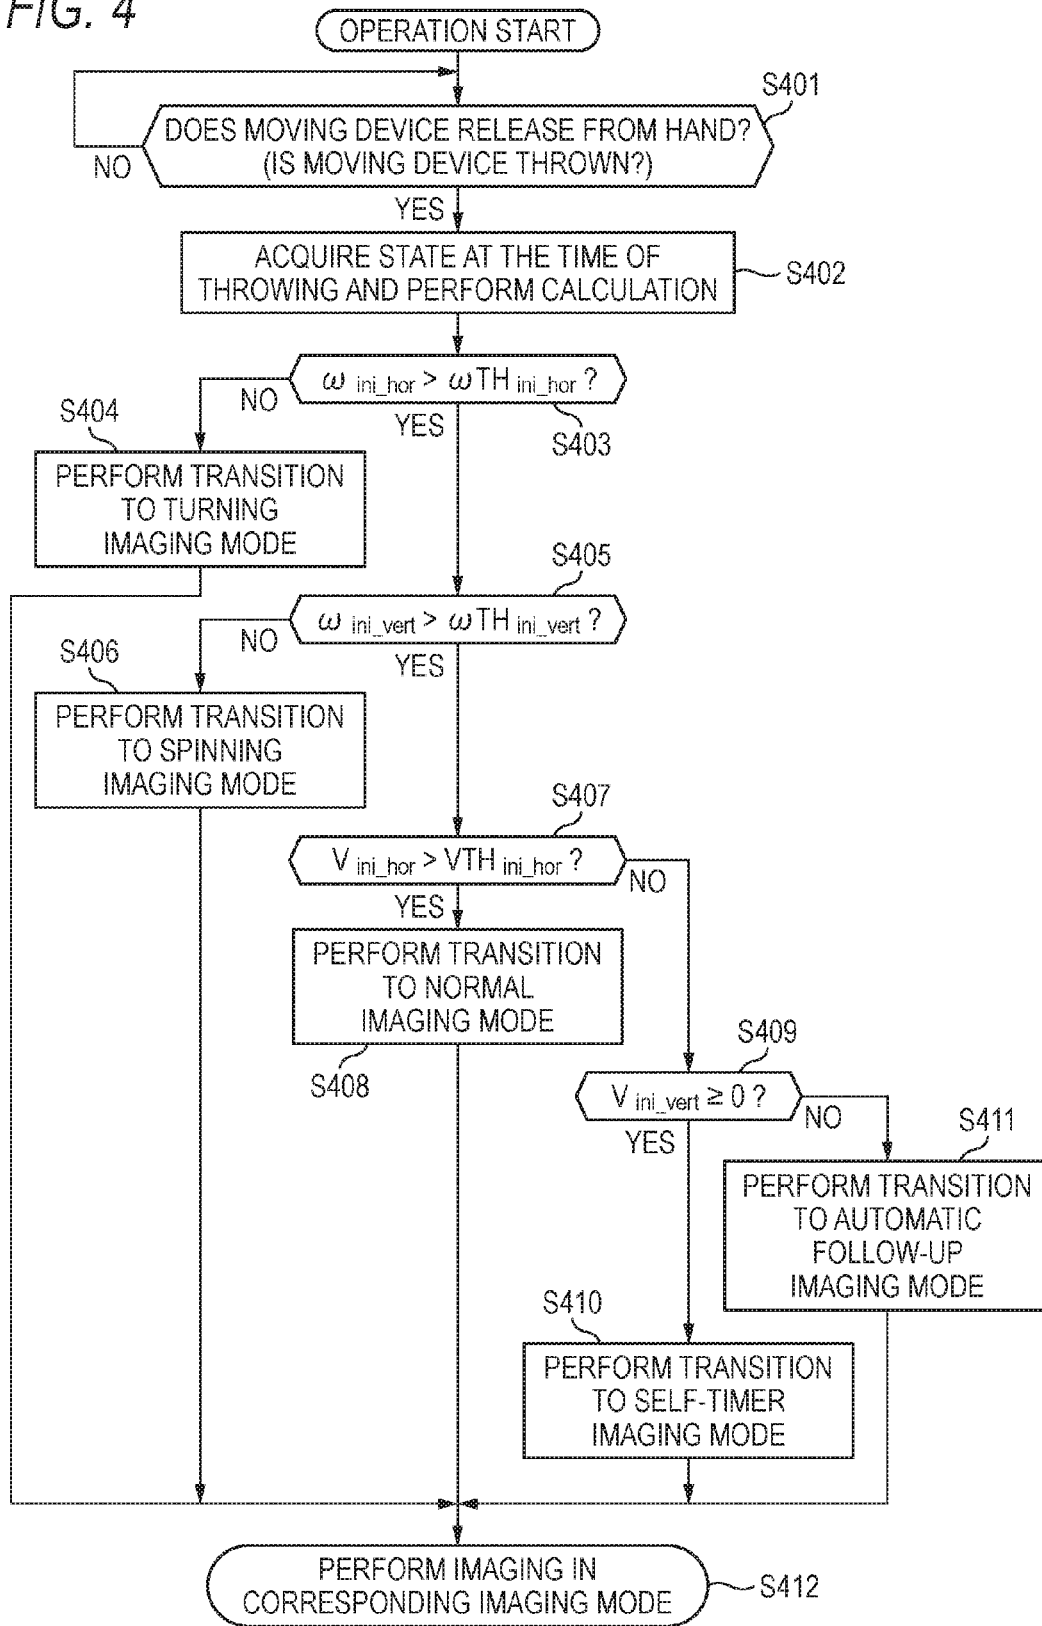 FIG. 4
OPERATION START
S401
DOES MOVING DEVICE RELEASE FROM HAND?
(IS MOVING DEVICE THROWN?)
NO
YES
ACQUIRE STATE AT THE TIME OF
THROWING AND PERFORM CALCULATION
S402
ω ini_hor > ωTH ini_hor ?
NO
YES
S403
S404
PERFORM TRANSITION
TO TURNING
IMAGING MODE
S405
ω ini_vert > ωTH ini_vert ?
NO
YES
S406
PERFORM TRANSITION
TO SPINNING
IMAGING MODE
S407
V ini_hor > VTH ini_hor ?
NO
YES
PERFORM TRANSITION
TO NORMAL
IMAGING MODE
S408
S409
V ini_vert ≥ 0 ?
NO
YES
S411
PERFORM TRANSITION
TO AUTOMATIC
FOLLOW-UP
IMAGING MODE
S410
PERFORM TRANSITION
TO SELF-TIMER
IMAGING MODE
PERFORM IMAGING IN
CORRESPONDING IMAGING MODE
S412